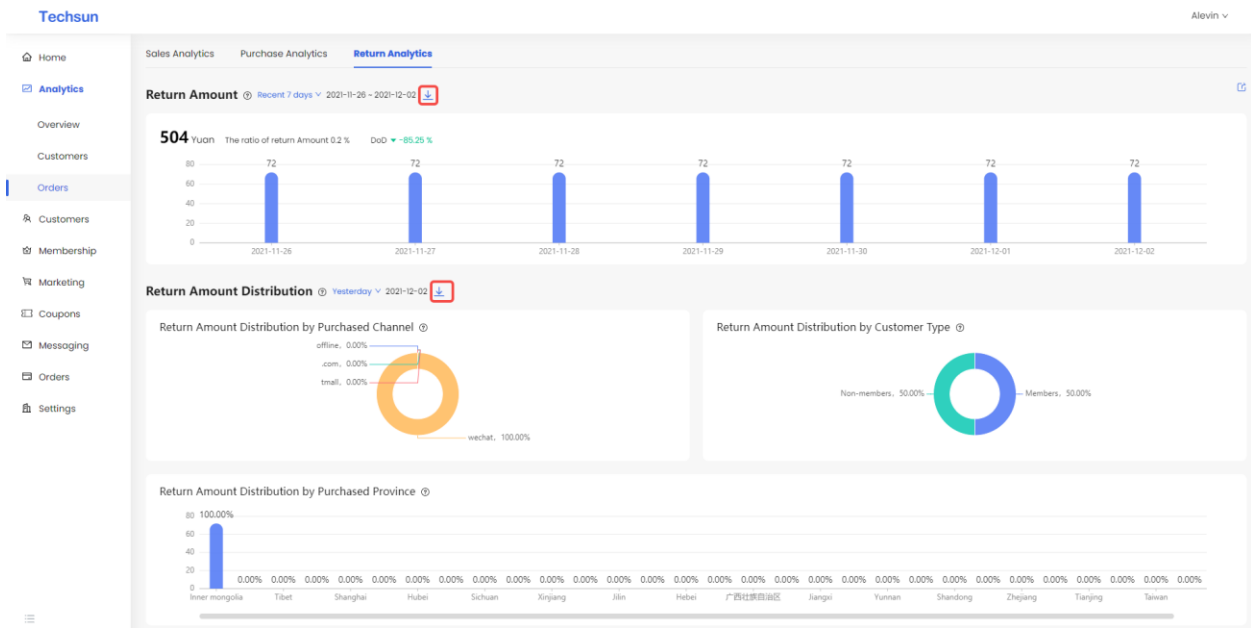 Techsun
Alevin
Home
Analytics
Overview
Customers
Orders
Customers
Membership
Marketing
Coupons
Messaging
Orders
Settings
Sales Analytics Purchase Analytics Return Analytics
Return Amount Recent 7 days 2021-11-26 ~ 2021-12-02
504 Yuan The ratio of return Amount 0.2 % DoD -85.25 %
80
60
40
20
0
72 72 72 72 72 72 72
2021-11-26 2021-11-27 2021-11-28 2021-11-29 2021-11-30 2021-12-01 2021-12-02
Return Amount Distribution Yesterday 2021-12-02
Return Amount Distribution by Purchased Channel
offline, 0.00%
.com, 0.00%
tmall, 0.00%
wechat, 100.00%
Return Amount Distribution by Customer Type
Non-members, 50.00% Members, 50.00%
Return Amount Distribution by Purchased Province
80
60
40
20
0
100.00%
0.00% 0.00% 0.00% 0.00% 0.00% 0.00% 0.00% 0.00% 0.00% 0.00% 0.00% 0.00% 0.00% 0.00% 0.00% 0.00% 0.00% 0.00% 0.00% 0.00% 0.00% 0.00% 0.00% 0.00% 0.00% 0.00% 0.00% 0.00% 0.00%
Inner mongolia Tibet Shanghai Hubei Sichuan Xinjiang Jilin Hebei 广西壮族自治区 Jiangxi Yunnan Shandong Zhejiang Tianjing Taiwan